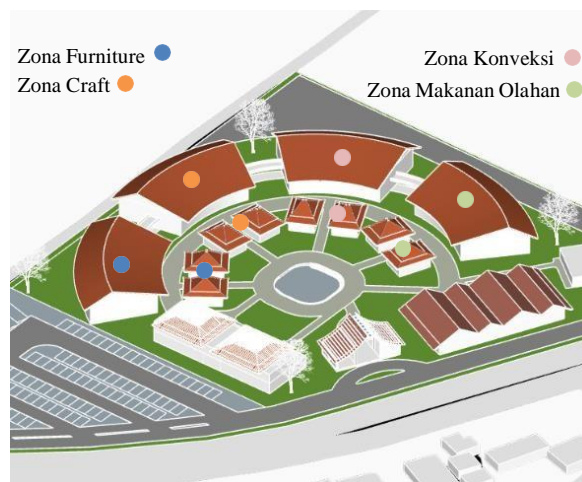 Zona Furniture
Zona Craft
Zona Konveksi
Zona Makanan Olahan